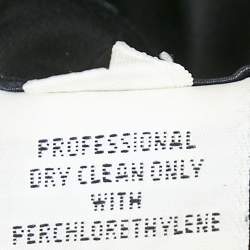 PROFESSIONAL
DRY CLEAN ONLY
WITH
PERCHLORETHYLENE